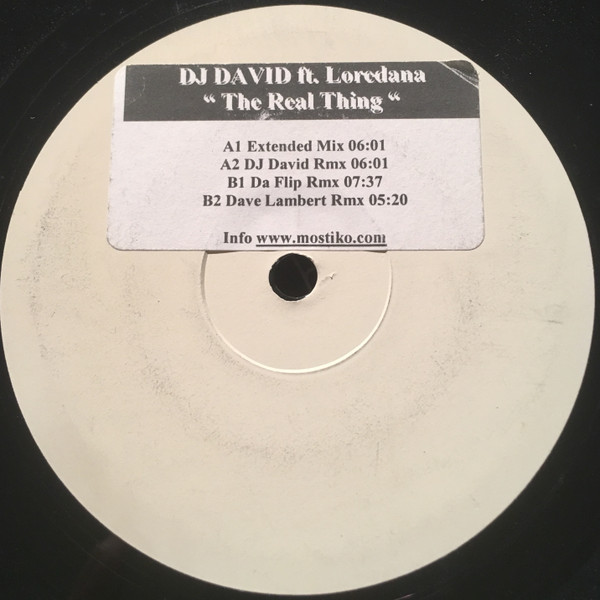 DJ DAVID ft. Loredana
“ The Real Thing “
A1 Extended Mix 06:01
A2 DJ David Rmx 06:01
B1 Da Flip Rmx 07:37
B2 Dave Lambert Rmx 05:20
Info www.mostiko.com